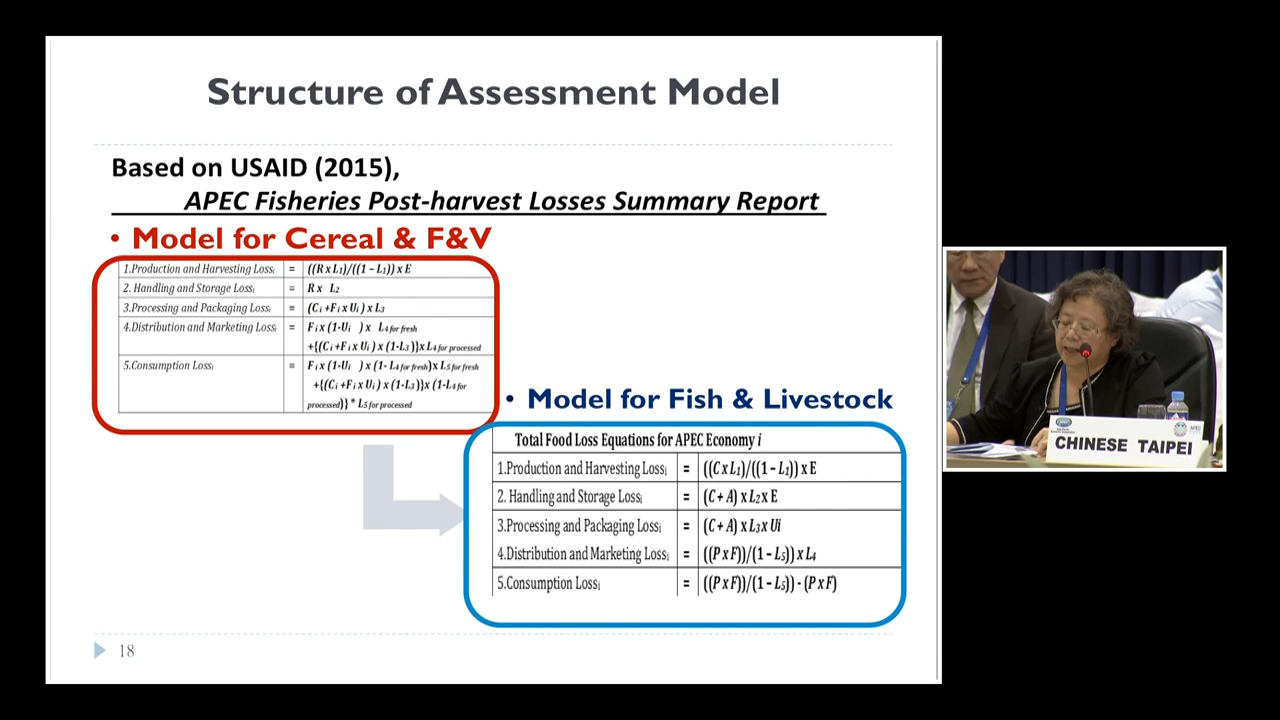 Structure of Assessment Model
Based on USAID (2015),
APEC Fisheries Post-harvest Losses Summary Report
• Model for Cereal & F&V
1.Production and Harvesting Lossᵢ = ((R x L₁)/((1 – L₁)) x E
2. Handling and Storage Lossᵢ = R x L₂
3.Processing and Packaging Lossᵢ = (Cᵢ +Fᵢ x Uᵢ ) x L₃
4.Distribution and Marketing Lossᵢ = Fᵢ x (1-Uᵢ ) x L₄ for fresh
+{(Cᵢ +Fᵢ x Uᵢ ) x (1-L₃ )}x L₄ for processed
5.Consumption Lossᵢ = Fᵢ x (1-Uᵢ ) x (1- L₄ for fresh)x L₅ for fresh
+{(Cᵢ +Fᵢ x Uᵢ ) x (1-L₃ )}x (1-L₄ for
processed)} * L₅ for processed
• Model for Fish & Livestock
Total Food Loss Equations for APEC Economy i
1.Production and Harvesting Lossᵢ = ((C x L₁)/((1 – L₁)) x E
2. Handling and Storage Lossᵢ = (C + A) x L₂ x E
3.Processing and Packaging Lossᵢ = (C + A) x L₃ x Ui
4.Distribution and Marketing Lossᵢ = ((P x F))/(1 – L₅)) x L₄
5.Consumption Lossᵢ = ((P x F))/(1 – L₅)) - (P x F)
18
CHINESE TAIPEI